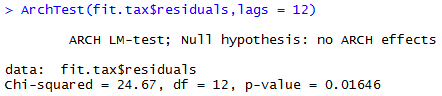 > ArchTest(fit.tax$residuals,lags = 12)
ARCH LM-test; Null hypothesis: no ARCH effects
data: fit.tax$residuals
Chi-squared = 24.67, df = 12, p-value = 0.01646